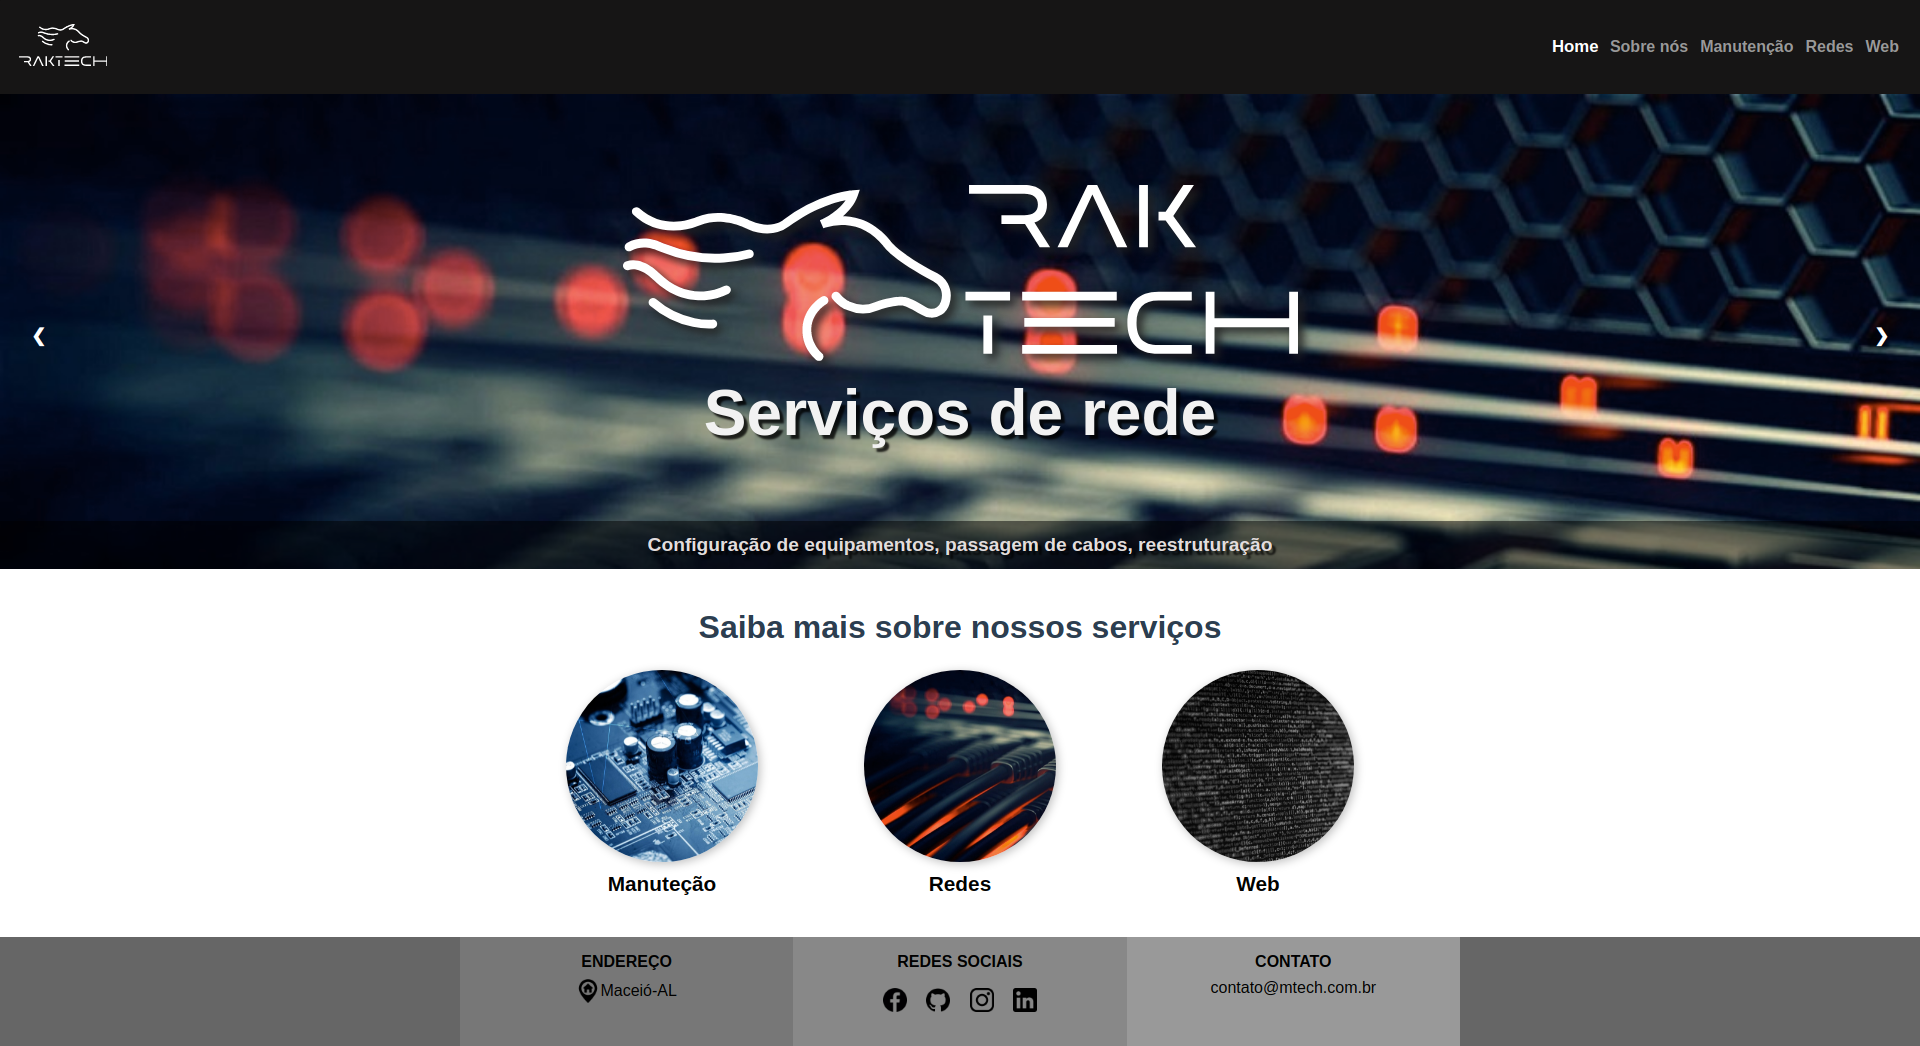 RAKTECH
Home Sobre nós Manutenção Redes Web
RAK
TECH
Serviços de rede
❮ ❯
Configuração de equipamentos, passagem de cabos, reestruturação
Saiba mais sobre nossos serviços
Manuteção Redes Web
ENDEREÇO REDES SOCIAIS CONTATO
Maceió-AL contato@mtech.com.br